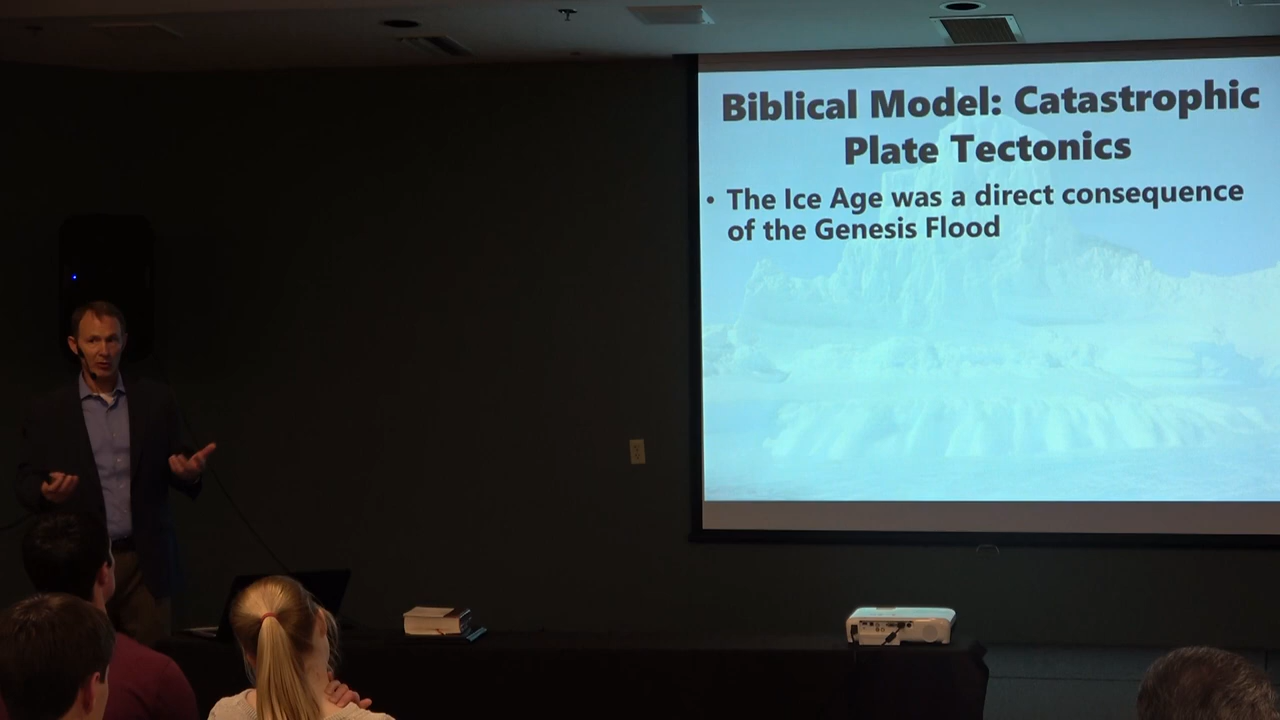 Biblical Model: Catastrophic
Plate Tectonics
• The Ice Age was a direct consequence
of the Genesis Flood